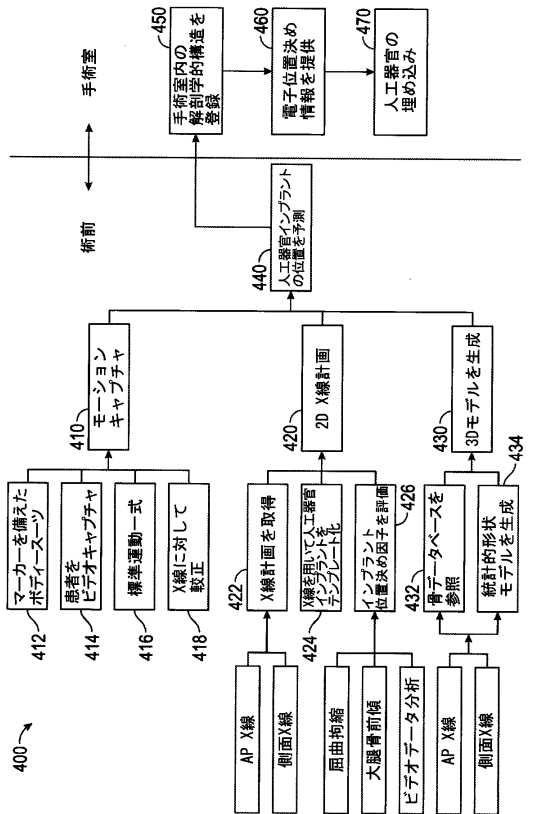 400
術前
手術室
412
マーカーを備えた
ボディースーツ
414
患者を
ビデオキャプチャ
416
標準運動一式
418
X線に対して
較正
410
モーション
キャプチャ
AP X線
側面X線
422
X線計画を取得
424
X線を用いて人工器官
インプラントを
テンプレート化
屈曲拘縮
大腿骨前傾
ビデオデータ分析
426
インプラント
位置決め因子を評価
420
2D X線計画
AP X線
側面X線
432
骨データベースを
参照
434
統計的形状
モデルを生成
430
3Dモデルを生成
440
人工器官インプラント
の位置を予測
450
手術室内の
解剖学的構造を
登録
460
電子位置決め
情報を提供
470
人工器官の
埋め込み